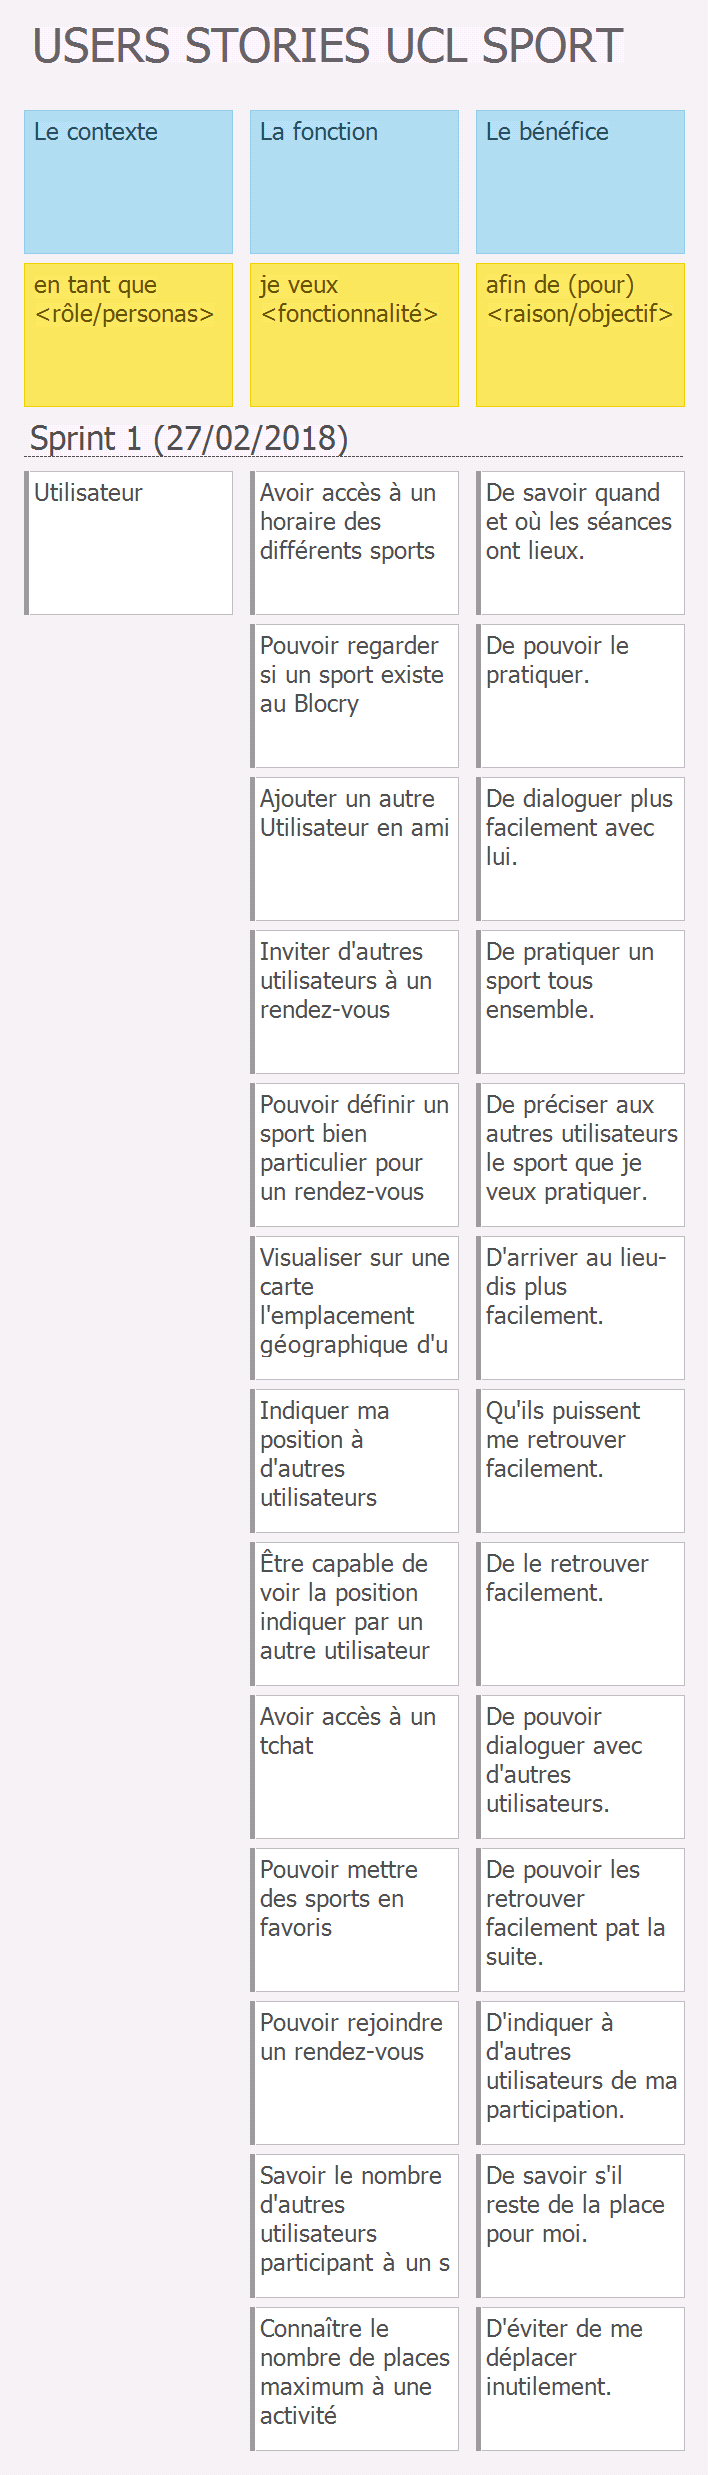 USERS STORIES UCL SPORT
Le contexte
La fonction
Le bénéfice
en tant que
<rôle/personas>
je veux
<fonctionnalité>
afin de (pour)
<raison/objectif>
Sprint 1 (27/02/2018)
Utilisateur
Avoir accès à un
horaire des
différents sports
De savoir quand
et où les séances
ont lieux.
Pouvoir regarder
si un sport existe
au Blocry
De pouvoir le
pratiquer.
Ajouter un autre
Utilisateur en ami
De dialoguer plus
facilement avec
lui.
Inviter d'autres
utilisateurs à un
rendez-vous
De pratiquer un
sport tous
ensemble.
Pouvoir définir un
sport bien
particulier pour
un rendez-vous
De préciser aux
autres utilisateurs
le sport que je
veux pratiquer.
Visualiser sur une
carte
l'emplacement
géographique d'u
D'arriver au lieu-
dis plus
facilement.
Indiquer ma
position à
d'autres
utilisateurs
Qu'ils puissent
me retrouver
facilement.
Être capable de
voir la position
indiquer par un
autre utilisateur
De le retrouver
facilement.
Avoir accès à un
tchat
De pouvoir
dialoguer avec
d'autres
utilisateurs.
Pouvoir mettre
des sports en
favoris
De pouvoir les
retrouver
facilement pat la
suite.
Pouvoir rejoindre
un rendez-vous
D'indiquer à
d'autres
utilisateurs de ma
participation.
Savoir le nombre
d'autres
utilisateurs
participant à un s
De savoir s'il
reste de la place
pour moi.
Connaître le
nombre de places
maximum à une
activité
D'éviter de me
déplacer
inutilement.